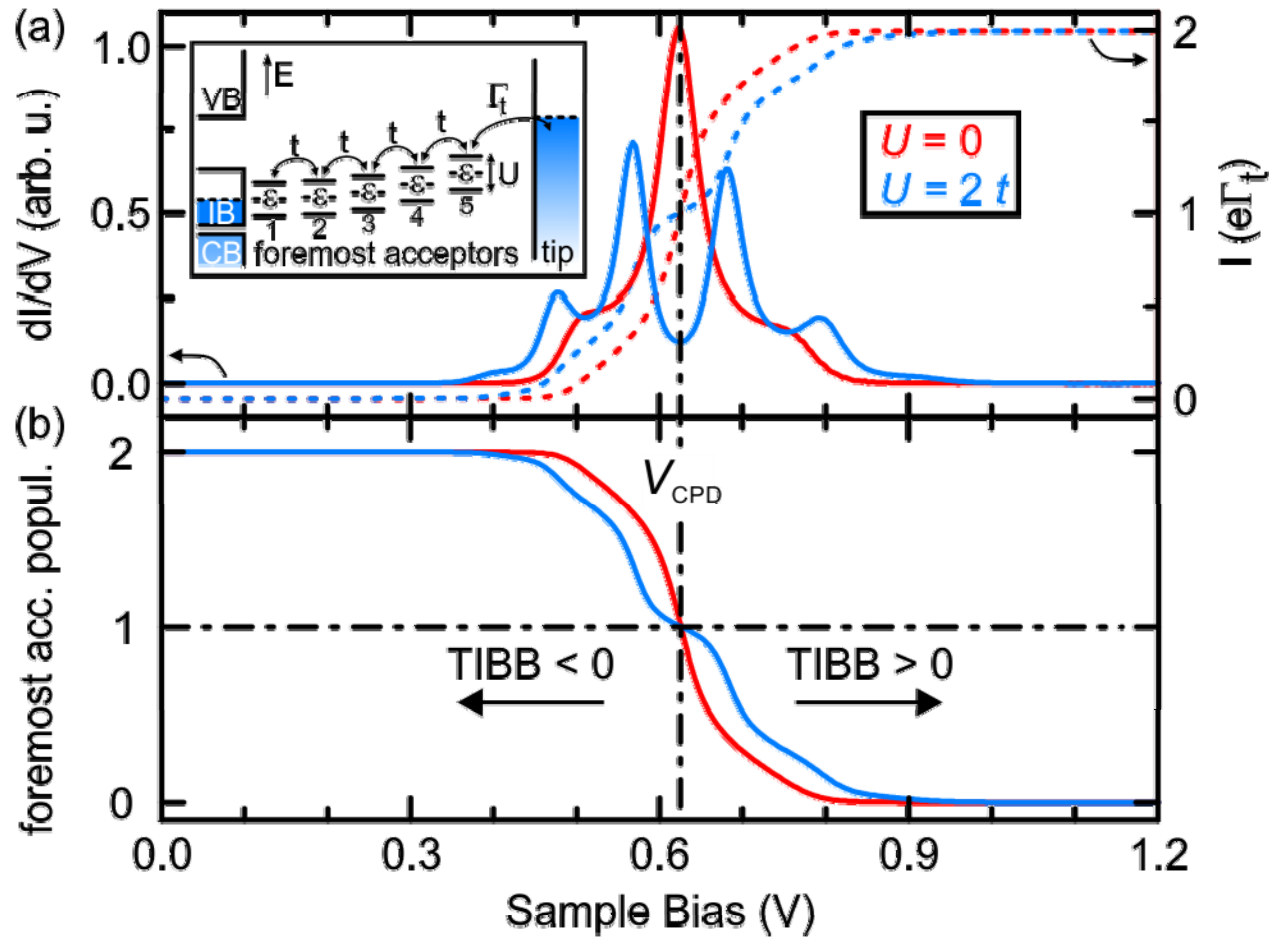 (a)
dI/dV (arb. u.)
1.0
0.5
0.0
2
1
0
I (eΓt)
VB
E
IB
CB
t t t t Γt
ε ε ε ε ε
U
1 2 3 4 5
foremost acceptors
tip
U = 0
U = 2 t
(b)
foremost acc. popul.
2
1
0
VCPD
TIBB < 0
TIBB > 0
0.0 0.3 0.6 0.9 1.2
Sample Bias (V)